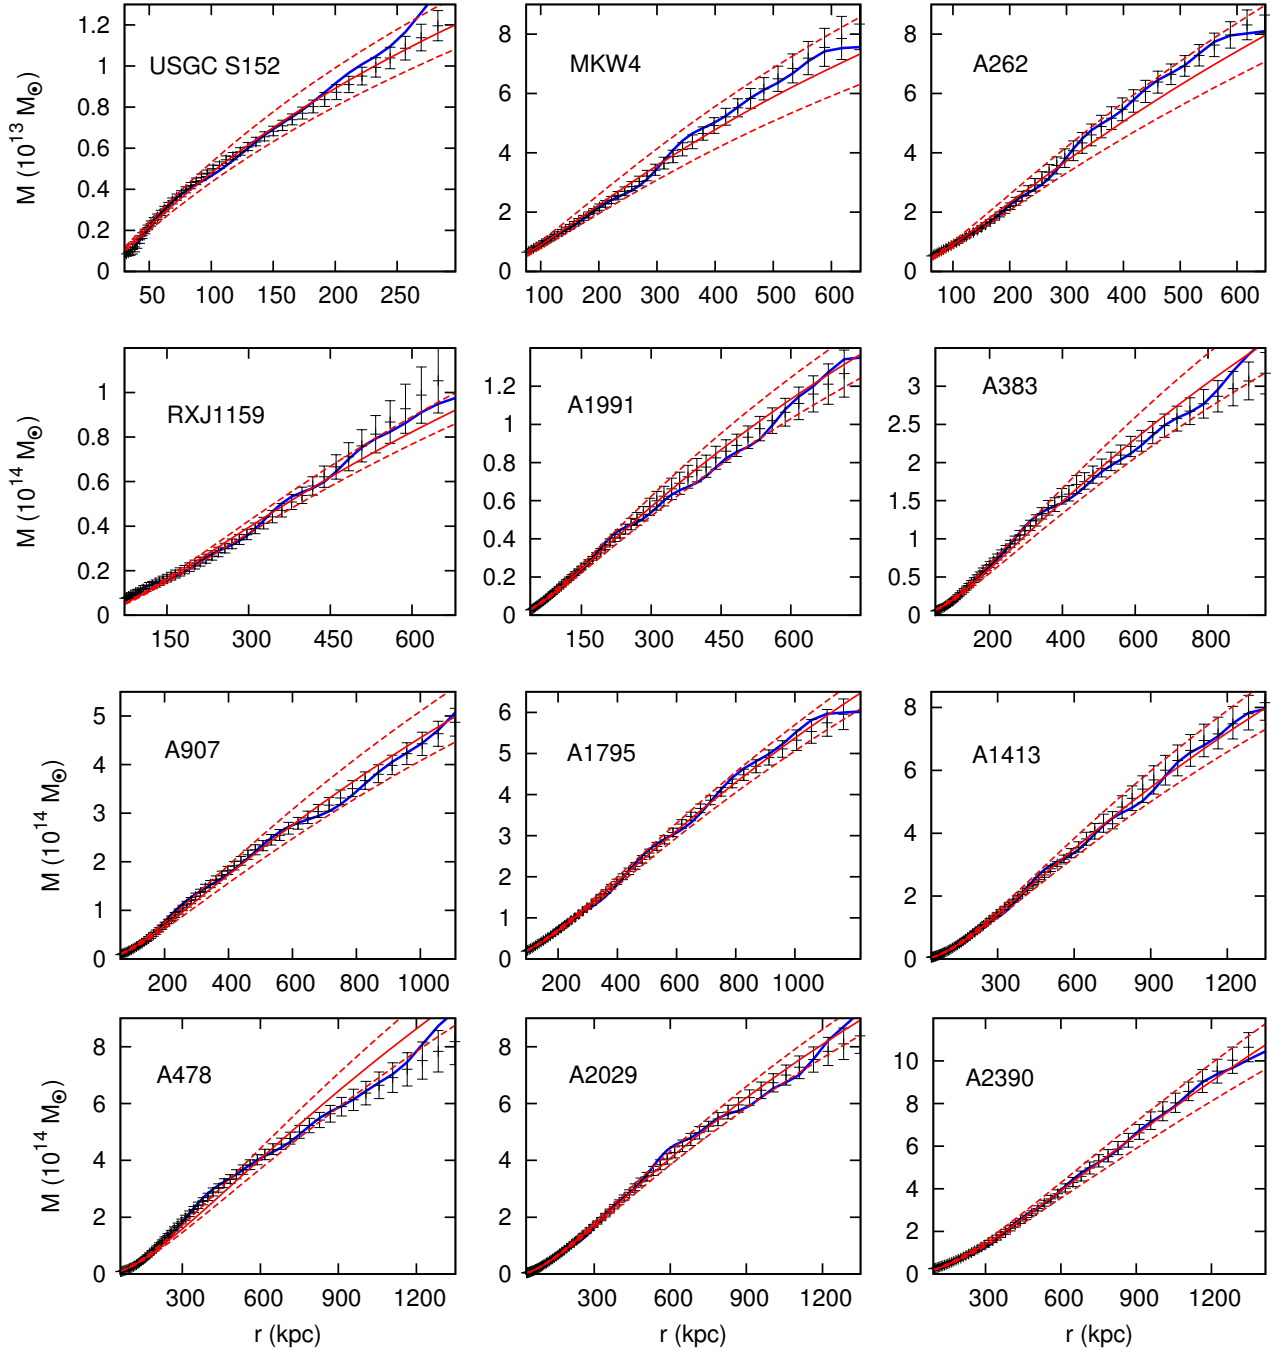 USGC S152
M (10^13 M_⊙)
0
0.2
0.4
0.6
0.8
1
1.2
50 100 150 200 250
MKW4
0
2
4
6
8
100 200 300 400 500 600
A262
0
2
4
6
8
100 200 300 400 500 600
RXJ1159
M (10^14 M_⊙)
0
0.2
0.4
0.6
0.8
1
150 300 450 600
A1991
0
0.2
0.4
0.6
0.8
1
1.2
150 300 450 600
A383
0
0.5
1
1.5
2
2.5
3
200 400 600 800
A907
M (10^14 M_⊙)
0
1
2
3
4
5
200 400 600 800 1000
A1795
0
1
2
3
4
5
6
200 400 600 800 1000
A1413
0
2
4
6
8
300 600 900 1200
A478
M (10^14 M_⊙)
0
2
4
6
8
300 600 900 1200
r (kpc)
A2029
0
2
4
6
8
300 600 900 1200
r (kpc)
A2390
0
2
4
6
8
10
300 600 900 1200
r (kpc)